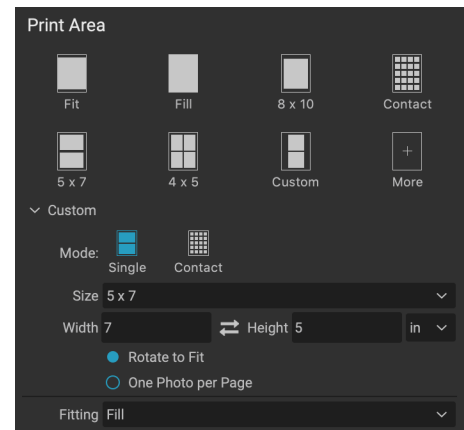 Print Area
Fit Fill 8 x 10 Contact
5 x 7 4 x 5 Custom More
Custom
Mode:
Single Contact
Size 5 x 7
Width 7 Height 5 in
Rotate to Fit
One Photo per Page
Fitting Fill